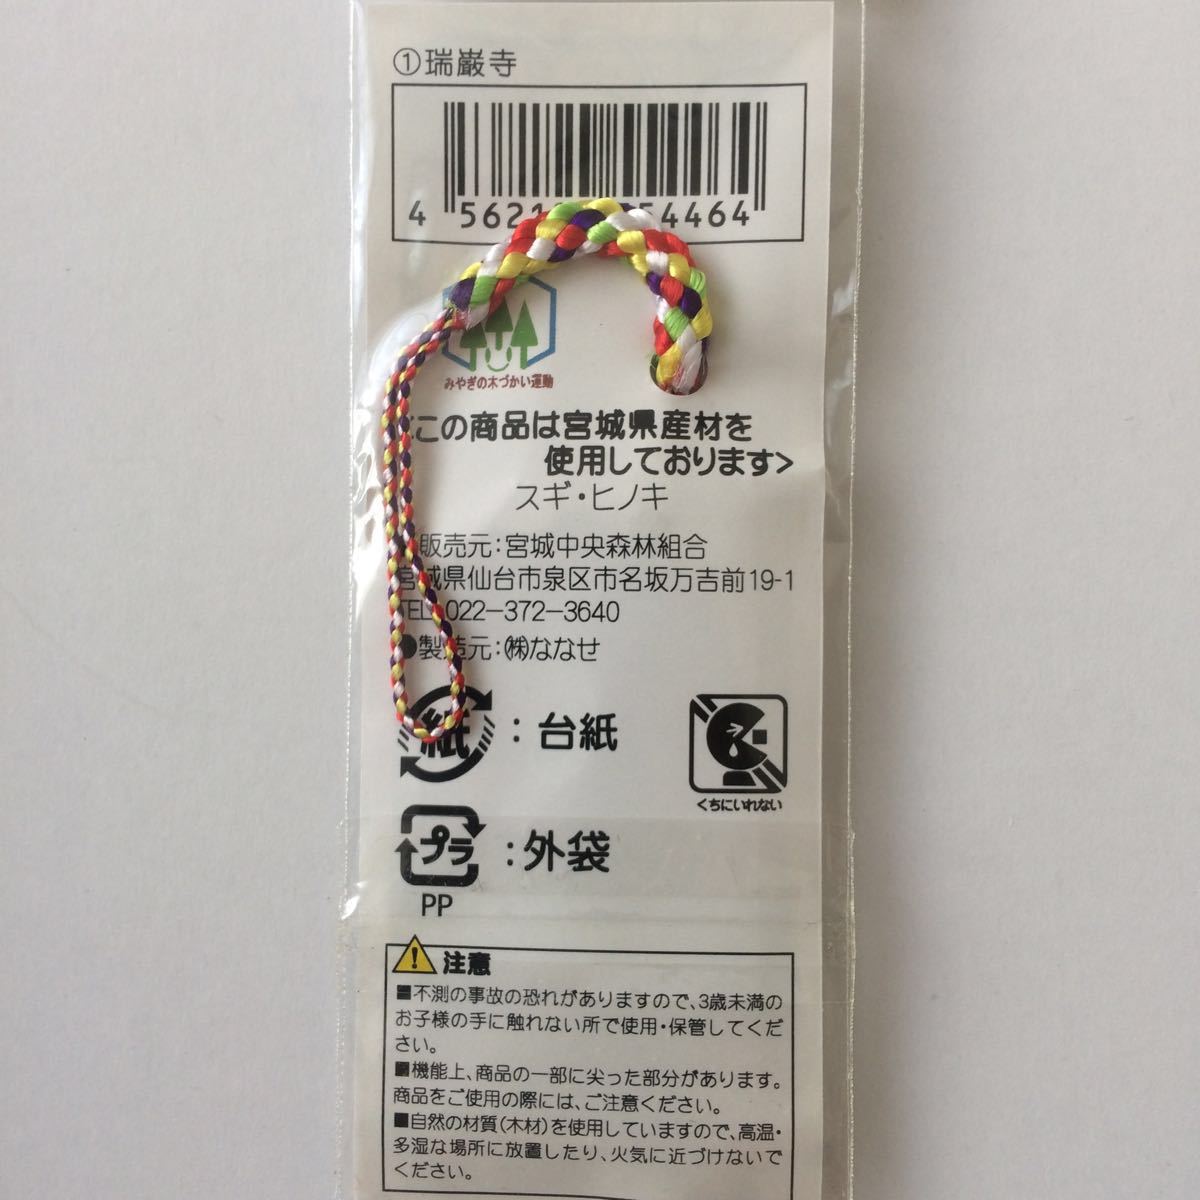 ①瑞巌寺
4 5621 54464
みやぎの木づかい運動
この商品は宮城県産材を
使用しております>
スギ・ヒノキ
販売元:宮城中央森林組合
宮城県仙台市泉区市名坂万吉前19-1
TEL 022-372-3640
●製造元:㈱ななせ
紙:台紙
くちにいれない
プラ:外袋
PP
注意
■不測の事故の恐れがありますので、3歳未満の
お子様の手に触れない所で使用・保管してくだ
さい。
■機能上、商品の一部に尖った部分があります。
商品をご使用の際には、ご注意ください。
■自然の材質(木材)を使用していますので、高温・
多湿な場所に放置したり、火気に近づけないで
ください。